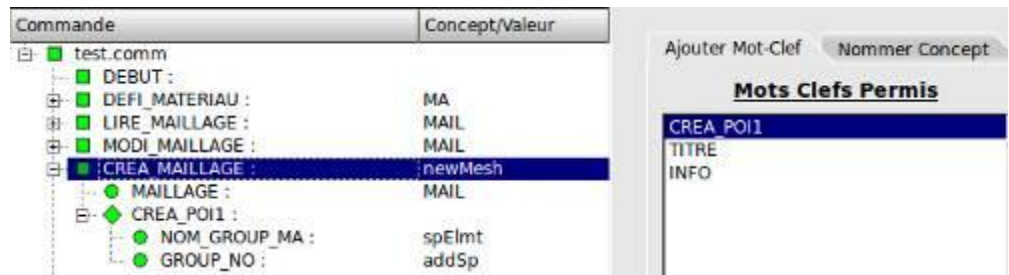 Commande Concept/Valeur
test.comm
DEBUT :
DEFI_MATERIAU : MA
LIRE_MAILLAGE : MAIL
MODI_MAILLAGE : MAIL
CREA_MAILLAGE : newMesh
MAILLAGE : MAIL
CREA_POI1 :
NOM_GROUP_MA : spElmt
GROUP_NO : addSp
Ajouter Mot-Clef Nommer Concept
Mots Clefs Permis
CREA_POI1
TITRE
INFO